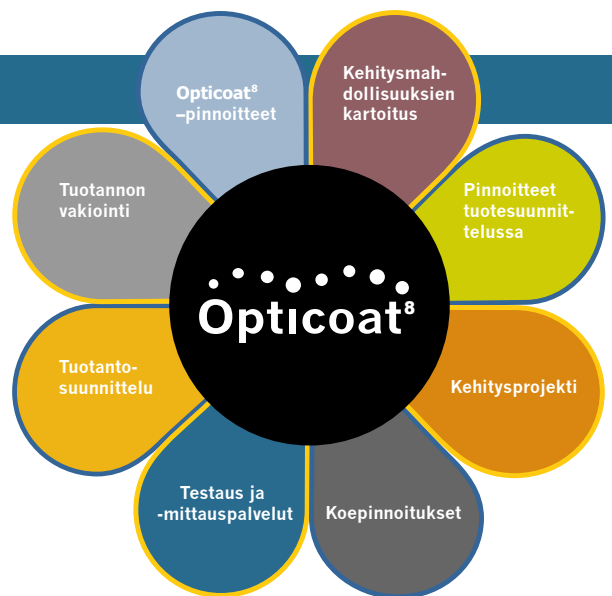 Opticoat⁸
–pinnoitteet
Kehitysmah-
dollisuuksien
kartoitus
Pinnoitteet
tuotesuunnit-
telussa
Kehitysprojekti
Koepinnoitukset
Testaus ja
-mittauspalvelut
Tuotanto-
suunnittelu
Tuotannon
vakiointi
Opticoat⁸